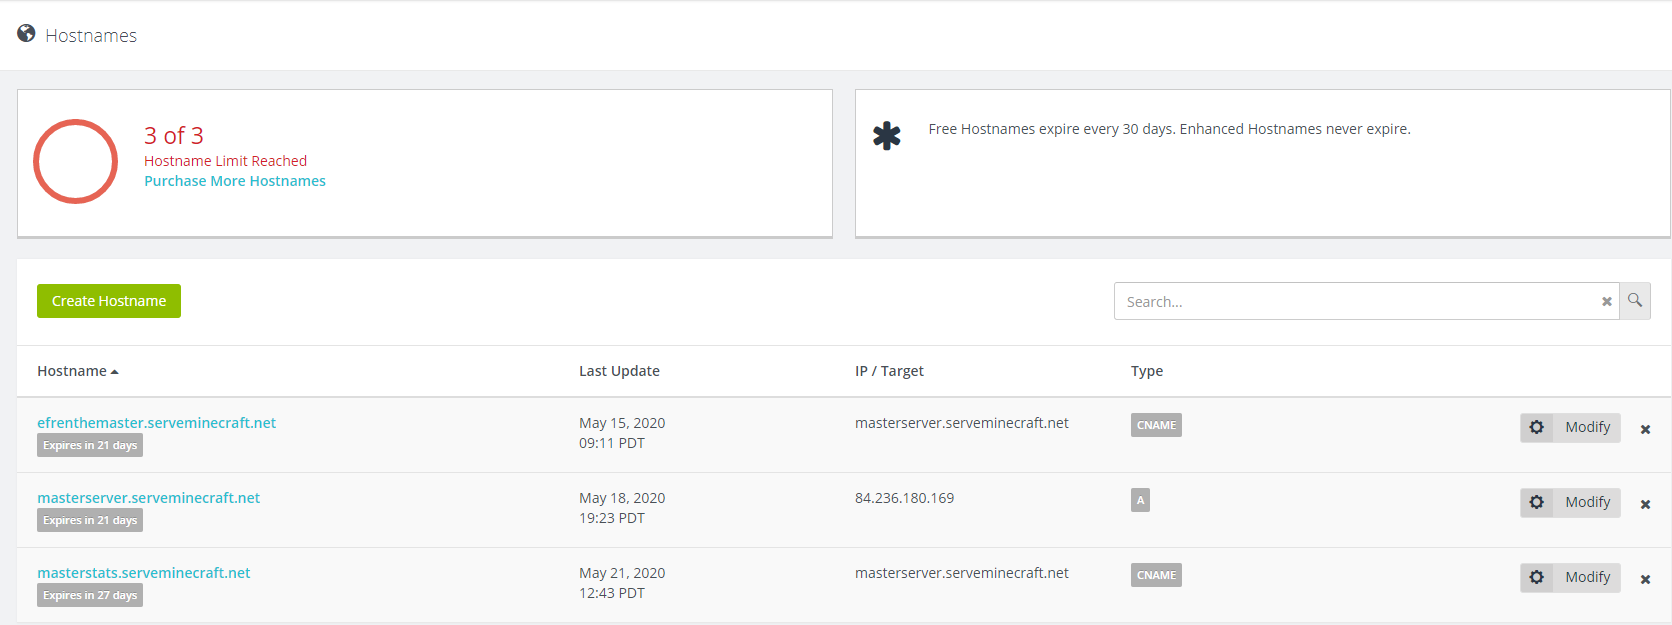 Hostnames
3 of 3
Hostname Limit Reached
Purchase More Hostnames
Free Hostnames expire every 30 days. Enhanced Hostnames never expire.
Create Hostname
Search...
Hostname Last Update IP / Target Type
efrenthemaster.serveminecraft.net May 15, 2020 masterserver.serveminecraft.net CNAME Modify
Expires in 21 days 09:11 PDT
masterserver.serveminecraft.net May 18, 2020 84.236.180.169 A Modify
Expires in 21 days 19:23 PDT
masterstats.serveminecraft.net May 21, 2020 masterserver.serveminecraft.net CNAME Modify
Expires in 27 days 12:43 PDT